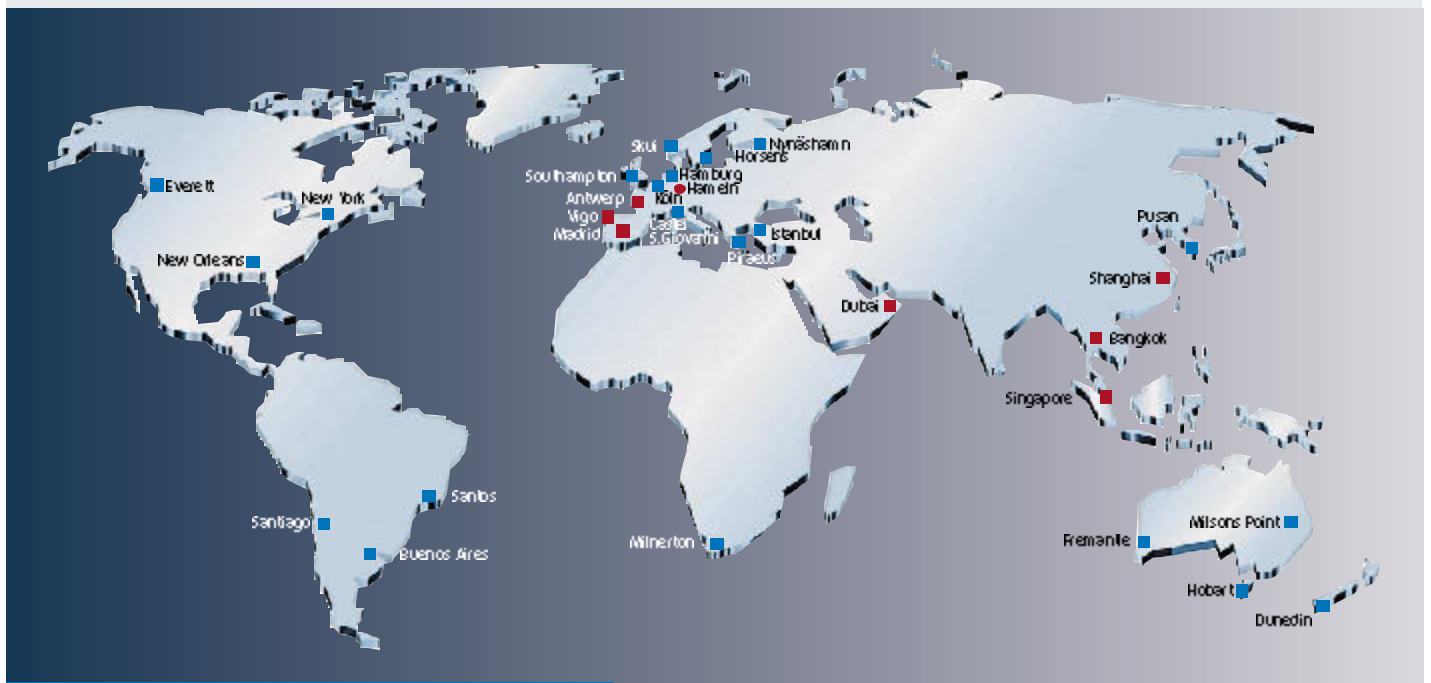 Skui
Nynäshamn
Horsens
Southampton
Hamburg
Hameln
Everett
Antwerp
Köln
New York
Vigo
Pusan
Castel
Madrid
S.Giovanni
Istanbul
Piraeus
New Orleans
Shanghai
Dubai
Bangkok
Singapore
Santos
Santiago
Milsons Point
Buenos Aires
Milnerton
Fremantle
Hobart
Dunedin